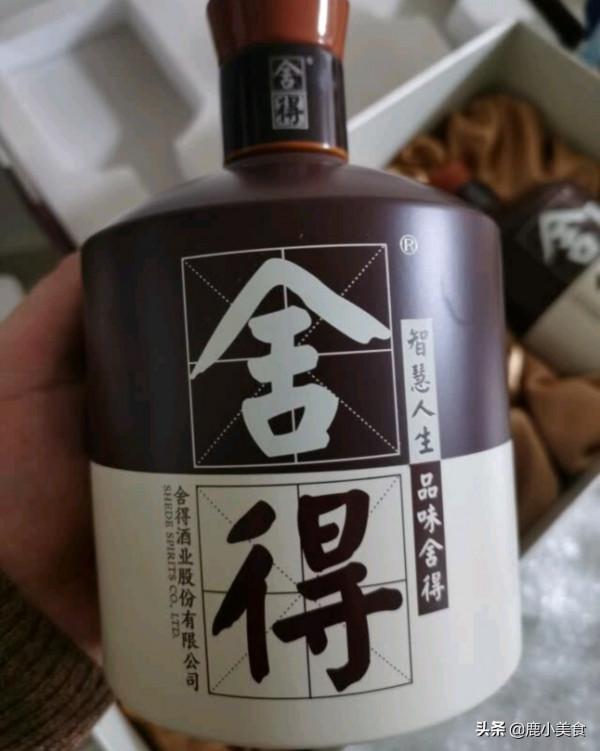 舍得
舍
®
得
智慧人生
品味舍得
舍得酒业股份有限公司
SHEDE SPIRITS CO., LTD.
舍
头条 @鹿小美食